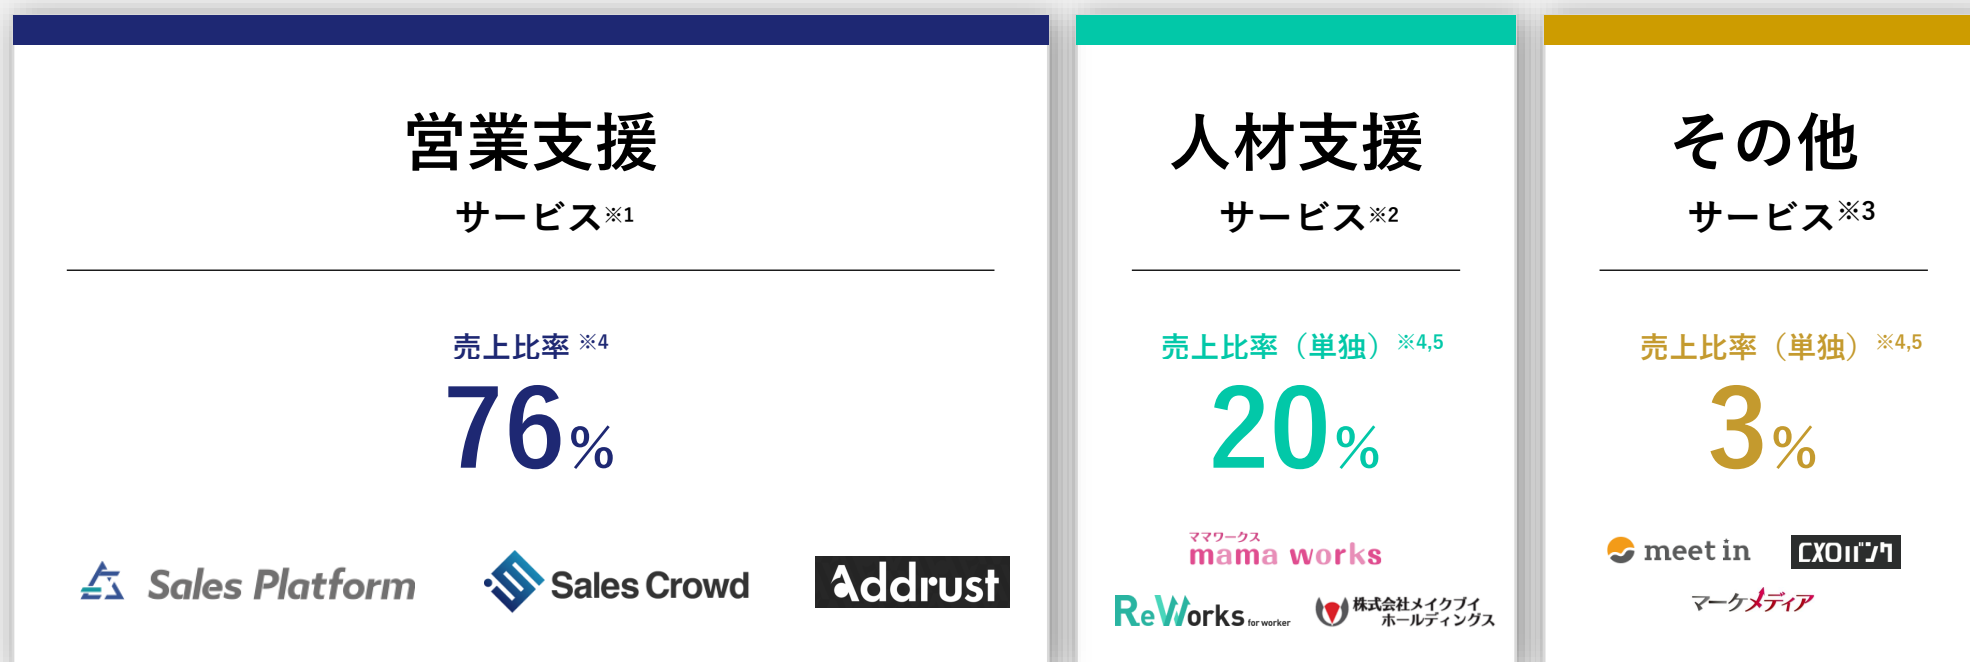 営業支援
サービス※1
売上比率 ※4
76%
Sales Platform
Sales Crowd
Addrust
人材支援
サービス※2
売上比率（単独）※4,5
20%
ママワークス
mama works
ReWorks for worker
株式会社メイクブイ
ホールディングス
その他
サービス※3
売上比率（単独）※4,5
3%
meet in
CXOバンク
マーケメディア